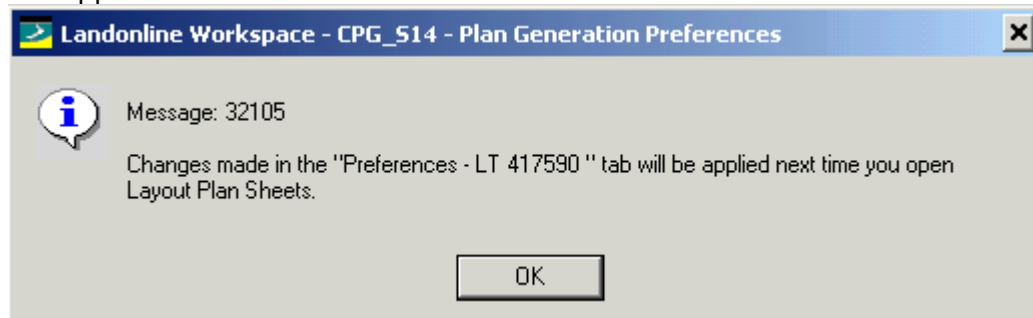 Landonline Workspace - CPG_S14 - Plan Generation Preferences
Message: 32105
Changes made in the "Preferences - LT 417590 " tab will be applied next time you open
Layout Plan Sheets.
OK